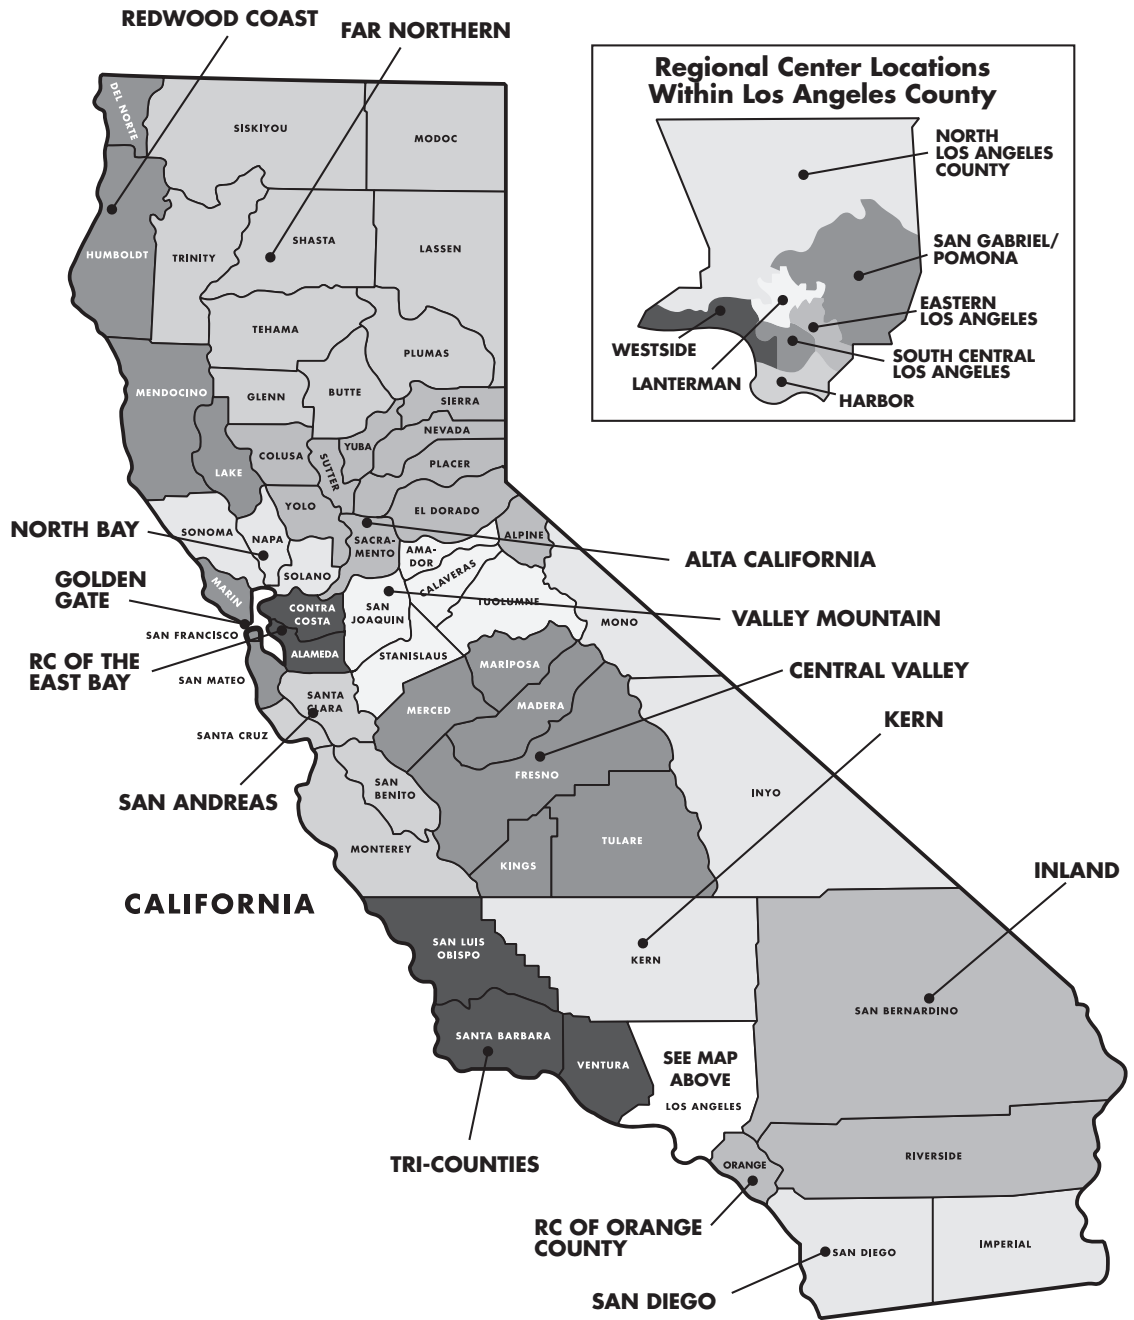 REDWOOD COAST
FAR NORTHERN
Regional Center Locations
Within Los Angeles County
NORTH
LOS ANGELES
COUNTY
SAN GABRIEL/
POMONA
EASTERN
LOS ANGELES
SOUTH CENTRAL
LOS ANGELES
WESTSIDE
LANTERMAN
HARBOR
DEL NORTE
SISKIYOU
MODOC
HUMBOLDT
TRINITY
SHASTA
LASSEN
TEHAMA
PLUMAS
MENDOCINO
GLENN
BUTTE
SIERRA
NEVADA
YUBA
COLUSA
SUTTER
PLACER
LAKE
YOLO
EL DORADO
SONOMA
NAPA
SACRA-
MENTO
ALPINE
AMA-
DOR
SOLANO
CALAVERAS
MARIN
CONTRA
COSTA
SAN
JOAQUIN
TUOLUMNE
MONO
NORTH BAY
GOLDEN
GATE
SAN FRANCISCO
RC OF THE
EAST BAY
ALAMEDA
STANISLAUS
MARIPOSA
SAN MATEO
SANTA
CLARA
MERCED
MADERA
SANTA CRUZ
FRESNO
SAN
BENITO
INYO
SAN ANDREAS
MONTEREY
KINGS
TULARE
ALTA CALIFORNIA
VALLEY MOUNTAIN
CENTRAL VALLEY
KERN
INLAND
CALIFORNIA
SAN LUIS
OBISPO
KERN
SAN BERNARDINO
SANTA BARBARA
VENTURA
SEE MAP
ABOVE
LOS ANGELES
TRI-COUNTIES
ORANGE
RIVERSIDE
RC OF ORANGE
COUNTY
SAN DIEGO
IMPERIAL
SAN DIEGO